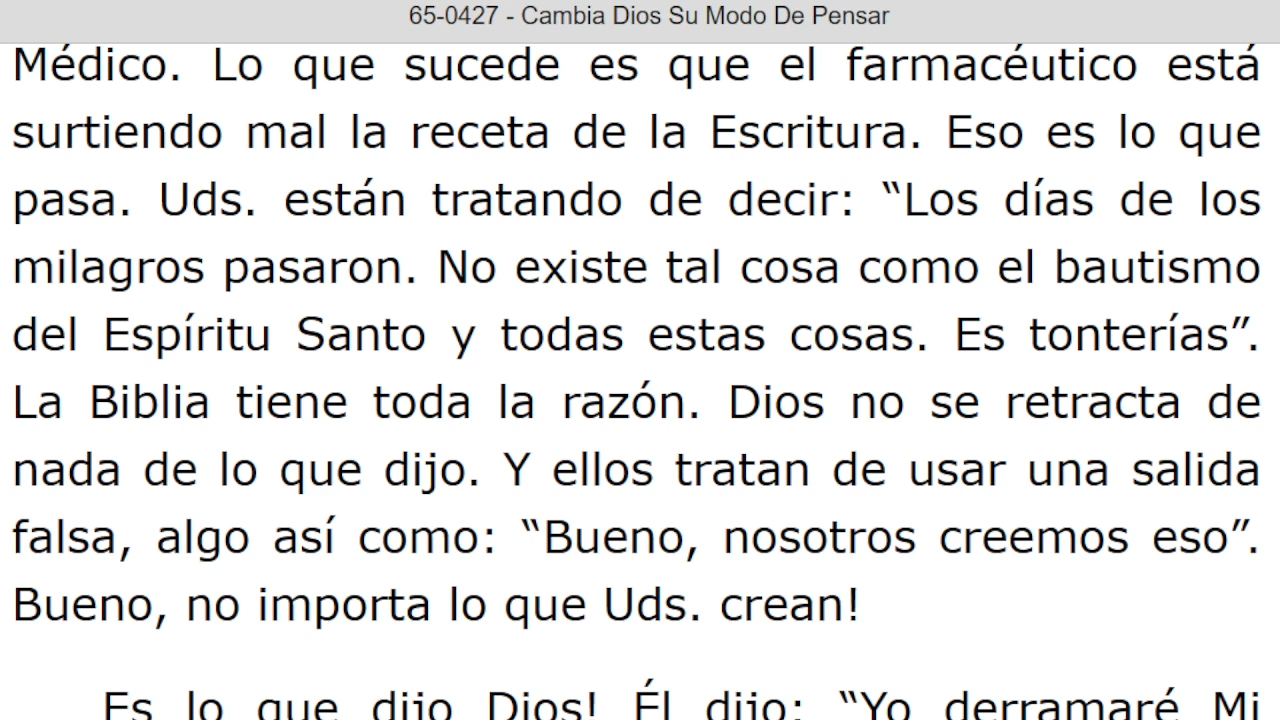 65-0427 - Cambia Dios Su Modo De Pensar
Médico. Lo que sucede es que el farmacéutico está
surtiendo mal la receta de la Escritura. Eso es lo que
pasa. Uds. están tratando de decir: “Los días de los
milagros pasaron. No existe tal cosa como el bautismo
del Espíritu Santo y todas estas cosas. Es tonterías”.
La Biblia tiene toda la razón. Dios no se retracta de
nada de lo que dijo. Y ellos tratan de usar una salida
falsa, algo así como: “Bueno, nosotros creemos eso”.
Bueno, no importa lo que Uds. crean!
Es lo que dijo Dios! Él dijo: “Yo derramaré Mi